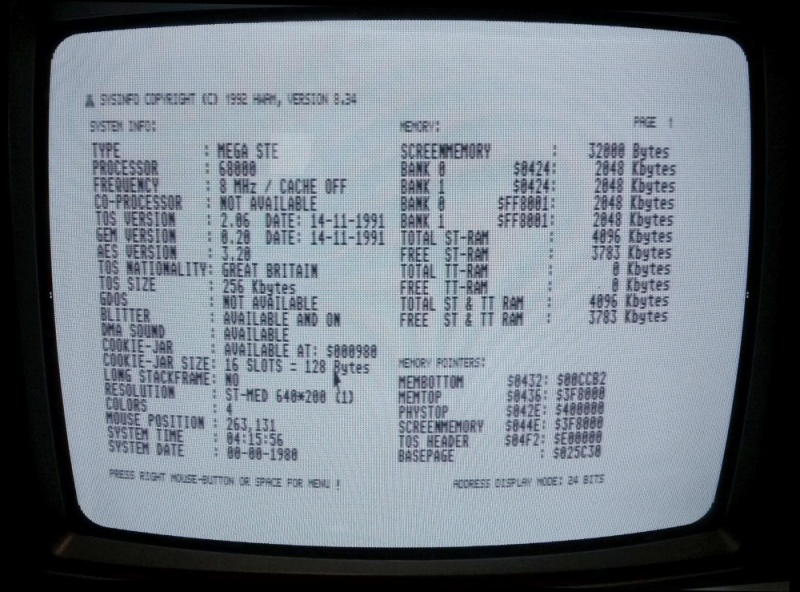 SYSINFO COPYRIGHT (C) 1992 HWAM, VERSION 8.34
SYSTEM INFO:
TYPE : MEGA STE
PROCESSOR : 68000
FREQUENCY : 8 MHz / CACHE OFF
CO-PROCESSOR : NOT AVAILABLE
TOS VERSION : 2.06 DATE: 14-11-1991
GEM VERSION : 0.20 DATE: 14-11-1991
AES VERSION : 3.20
TOS NATIONALITY: GREAT BRITAIN
TOS SIZE : 256 Kbytes
GDOS : NOT AVAILABLE
BLITTER : AVAILABLE AND ON
DMA SOUND : AVAILABLE
COOKIE-JAR : AVAILABLE AT: $000980
COOKIE-JAR SIZE: 16 SLOTS = 128 Bytes
LONG STACKFRAME: NO
RESOLUTION : ST-MED 640*200 (1)
COLORS : 4
MOUSE POSITION : 263,131
SYSTEM TIME : 04:15:56
SYSTEM DATE : 00-00-1980
PRESS RIGHT MOUSE-BUTTON OR SPACE FOR MENU !
MEMORY: PAGE 1
SCREENMEMORY : 32000 Bytes
BANK 0 $0424: 2048 Kbytes
BANK 1 $0424: 2048 Kbytes
BANK 0 $FF8001: 2048 Kbytes
BANK 1 $FF8001: 2048 Kbytes
TOTAL ST-RAM : 4096 Kbytes
FREE ST-RAM : 3783 Kbytes
TOTAL TT-RAM : 0 Kbytes
FREE TT-RAM : 0 Kbytes
TOTAL ST & TT RAM : 4096 Kbytes
FREE ST & TT RAM : 3783 Kbytes
MEMORY POINTERS:
MEMBOTTOM $0432: $00CCB2
MEMTOP $0436: $3F8000
PHYSTOP $042E: $400000
SCREENMEMORY $044E: $3F8000
TOS HEADER $04F2: $E00000
BASEPAGE : $025C30
ADDRESS DISPLAY MODE: 24 BITS